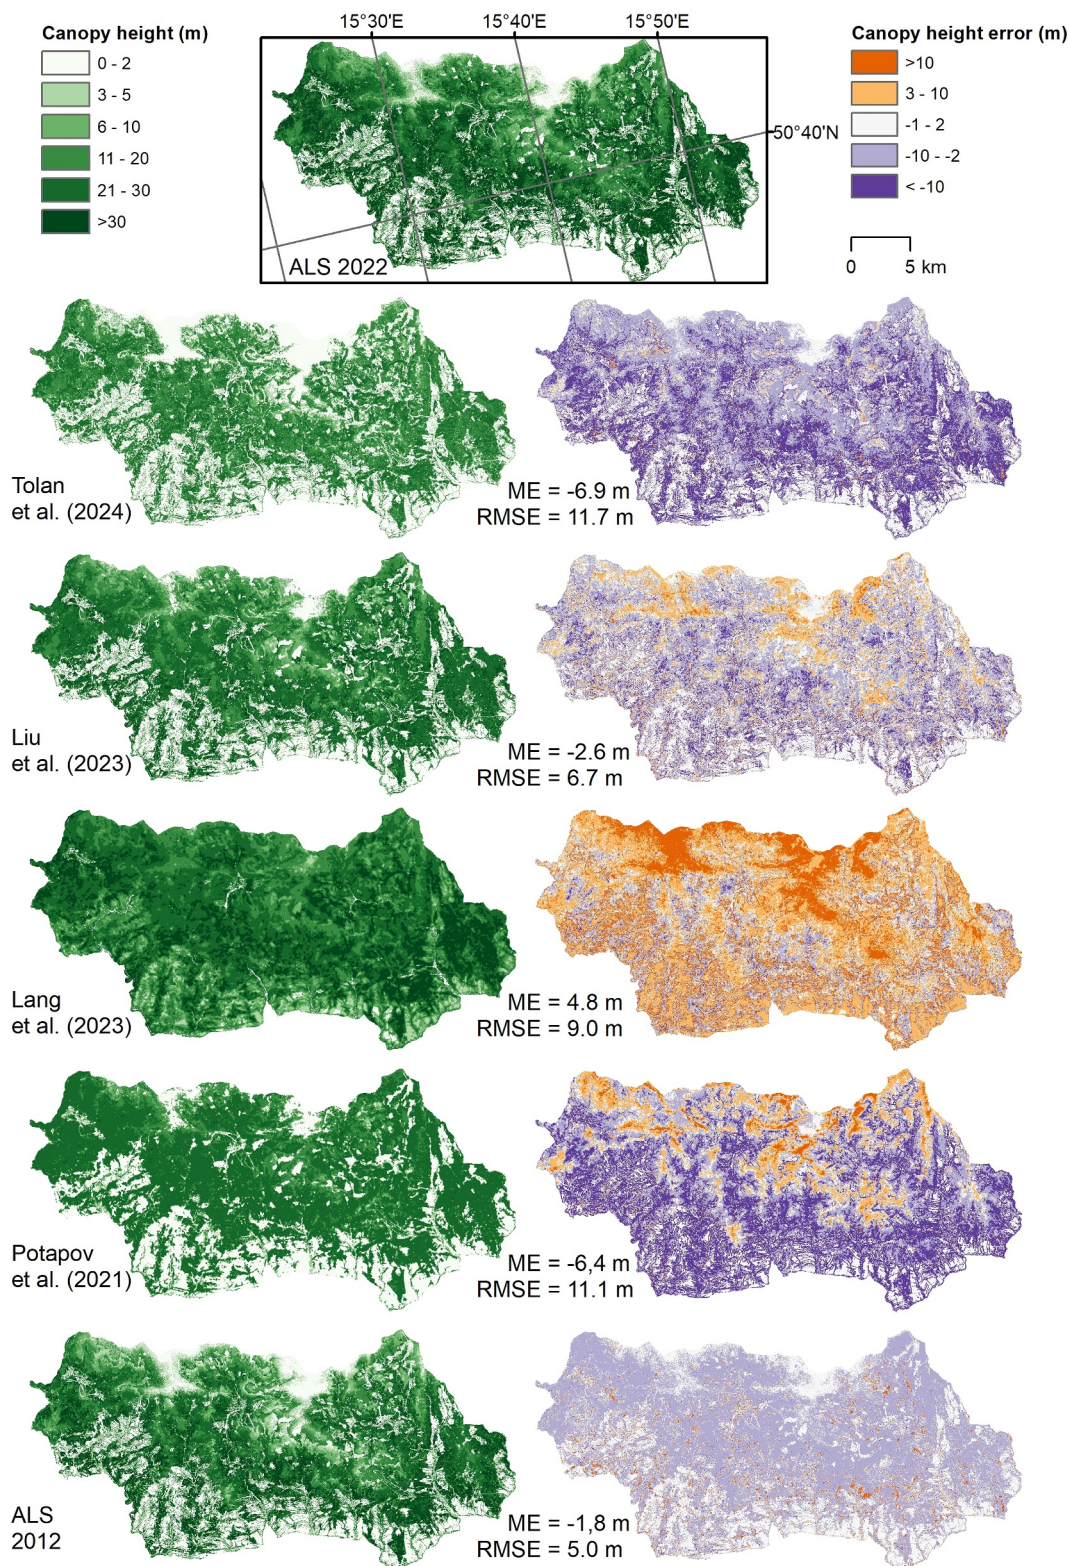 Canopy height (m)
0 - 2
3 - 5
6 - 10
11 - 20
21 - 30
>30
15°30'E
15°40'E
15°50'E
50°40'N
ALS 2022
Canopy height error (m)
>10
3 - 10
-1 - 2
-10 - -2
< -10
0
5 km
Tolan
et al. (2024)
ME = -6.9 m
RMSE = 11.7 m
Liu
et al. (2023)
ME = -2.6 m
RMSE = 6.7 m
Lang
et al. (2023)
ME = 4.8 m
RMSE = 9.0 m
Potapov
et al. (2021)
ME = -6,4 m
RMSE = 11.1 m
ALS
2012
ME = -1,8 m
RMSE = 5.0 m